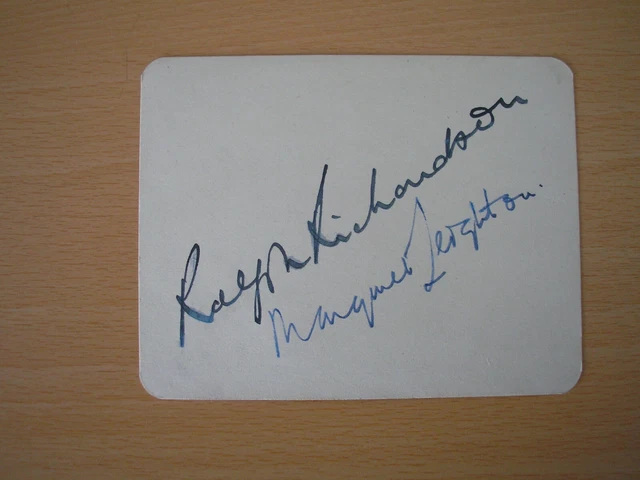 Ralph Richardson
Margaret Leighton.